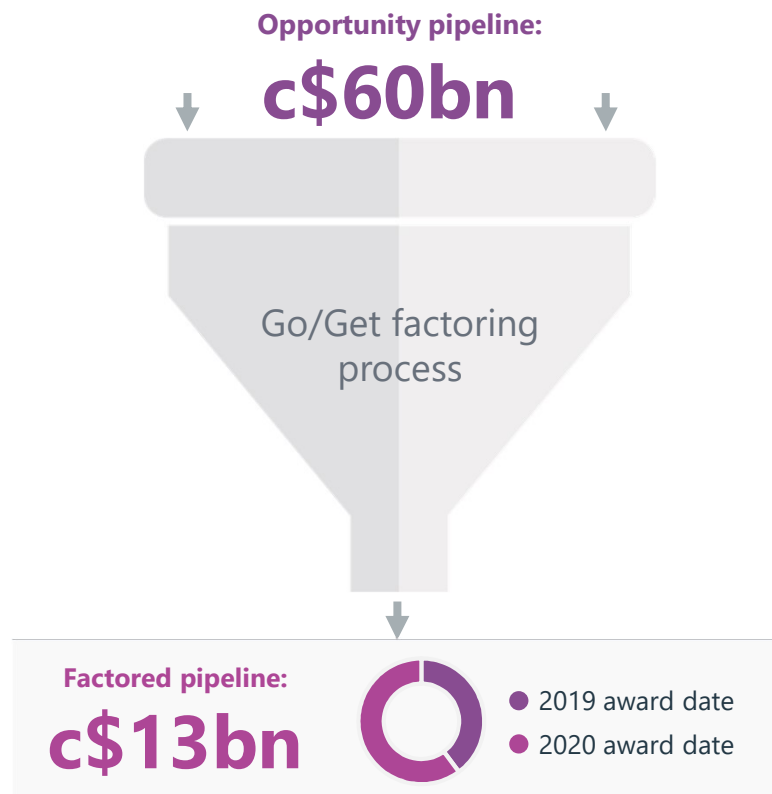 Opportunity pipeline:
c$60bn
Go/Get factoring
process
Factored pipeline:
c$13bn
2019 award date
2020 award date